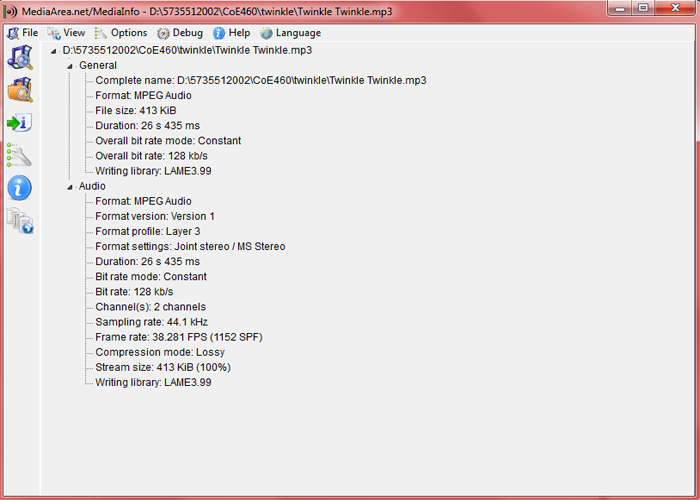 MediaArea.net/MediaInfo - D:\5735512002\CoE460\twinkle\Twinkle Twinkle.mp3
File View Options Debug Help Language
D:\5735512002\CoE460\twinkle\Twinkle Twinkle.mp3
General
Complete name: D:\5735512002\CoE460\twinkle\Twinkle Twinkle.mp3
Format: MPEG Audio
File size: 413 KiB
Duration: 26 s 435 ms
Overall bit rate mode: Constant
Overall bit rate: 128 kb/s
Writing library: LAME3.99
Audio
Format: MPEG Audio
Format version: Version 1
Format profile: Layer 3
Format settings: Joint stereo / MS Stereo
Duration: 26 s 435 ms
Bit rate mode: Constant
Bit rate: 128 kb/s
Channel(s): 2 channels
Sampling rate: 44.1 kHz
Frame rate: 38.281 FPS (1152 SPF)
Compression mode: Lossy
Stream size: 413 KiB (100%)
Writing library: LAME3.99